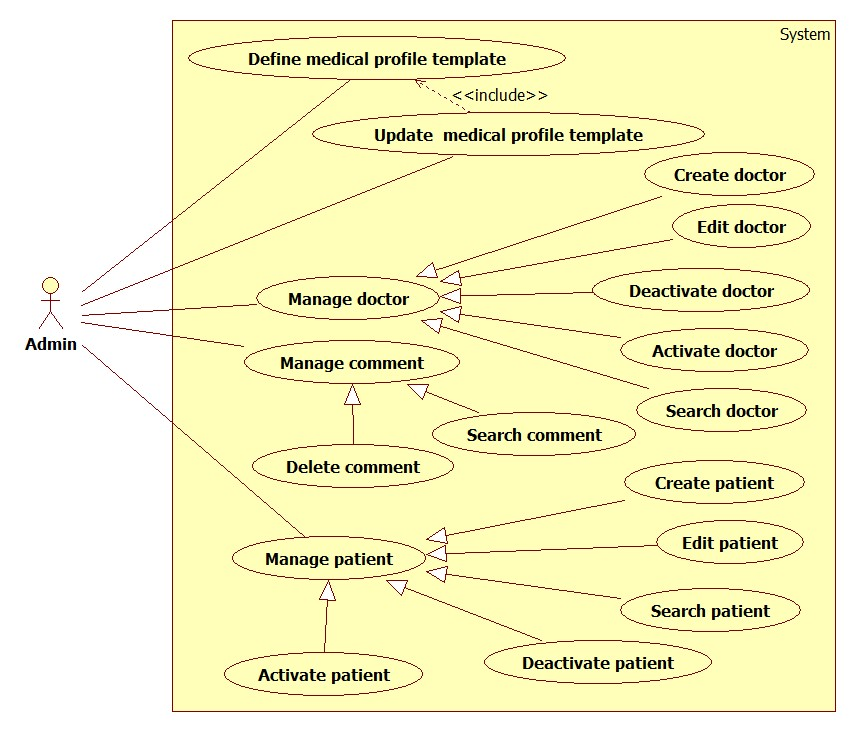 System
Define medical profile template
<<include>>
Update  medical profile template
Create doctor
Edit doctor
Manage doctor
Deactivate doctor
Admin
Activate doctor
Manage comment
Search doctor
Search comment
Delete comment
Create patient
Edit patient
Manage patient
Search patient
Deactivate patient
Activate patient